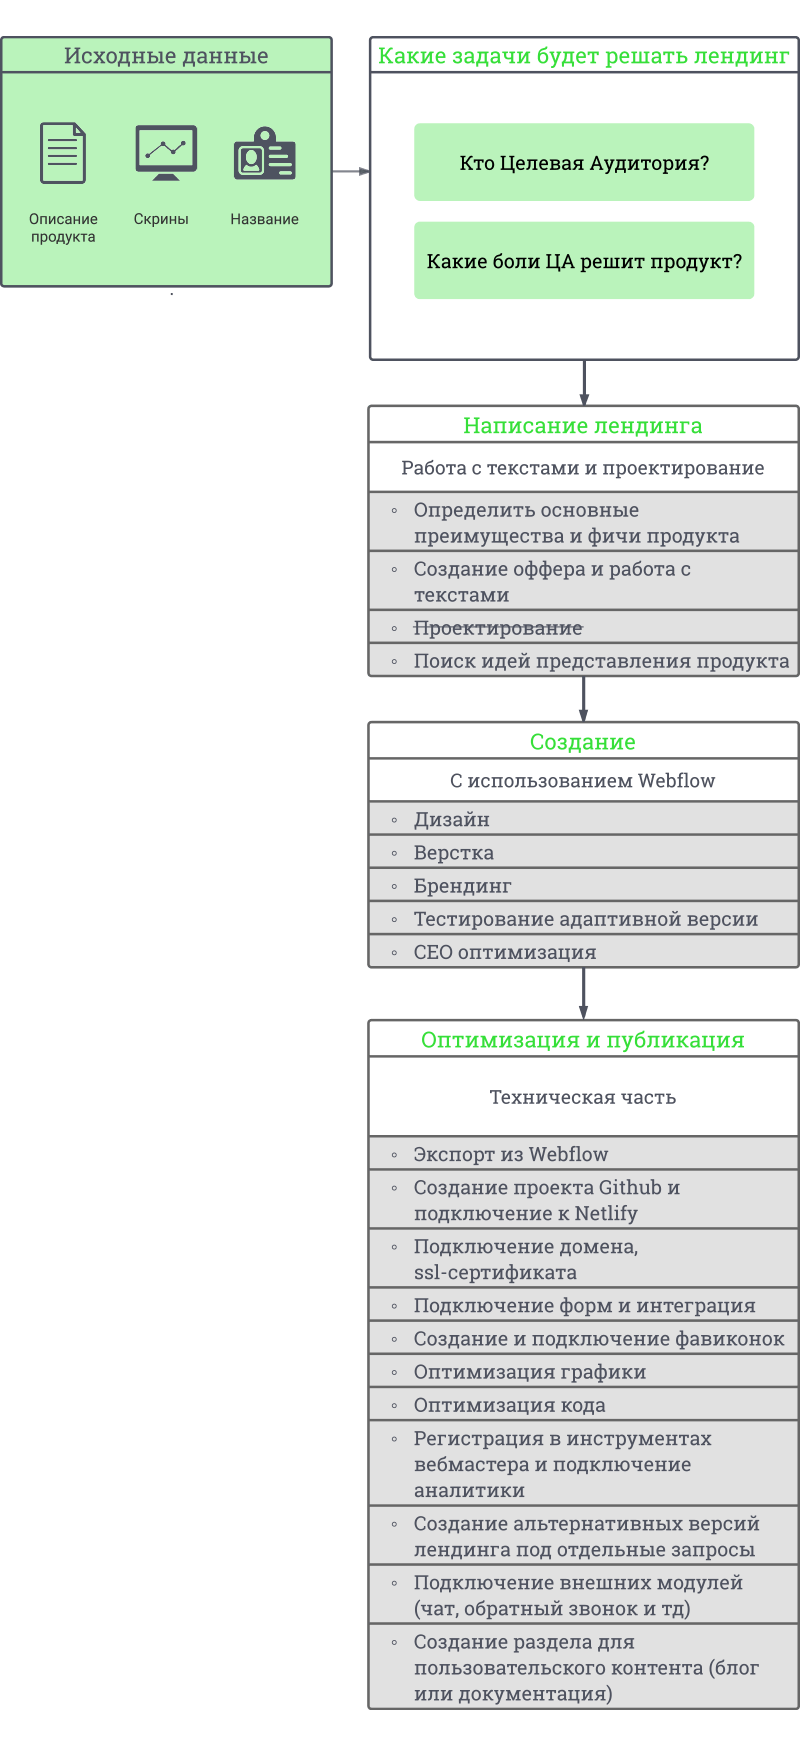 Исходные данные
Описание
продукта
Скрины
Название
.
Какие задачи будет решать лендинг
Кто Целевая Аудитория?
Какие боли ЦА решит продукт?
Написание лендинга
Работа с текстами и проектирование
◦ Определить основные
преимущества и фичи продукта
◦ Создание оффера и работа с
текстами
◦ Проектирование
◦ Поиск идей представления продукта
Создание
С использованием Webflow
◦ Дизайн
◦ Верстка
◦ Брендинг
◦ Тестирование адаптивной версии
◦ СЕО оптимизация
Оптимизация и публикация
Техническая часть
◦ Экспорт из Webflow
◦ Создание проекта Github и
подключение к Netlify
◦ Подключение домена,
ssl-сертификата
◦ Подключение форм и интеграция
◦ Создание и подключение фавиконок
◦ Оптимизация графики
◦ Оптимизация кода
◦ Регистрация в инструментах
вебмастера и подключение
аналитики
◦ Создание альтернативных версий
лендинга под отдельные запросы
◦ Подключение внешних модулей
(чат, обратный звонок и тд)
◦ Создание раздела для
пользовательского контента (блог
или документация)